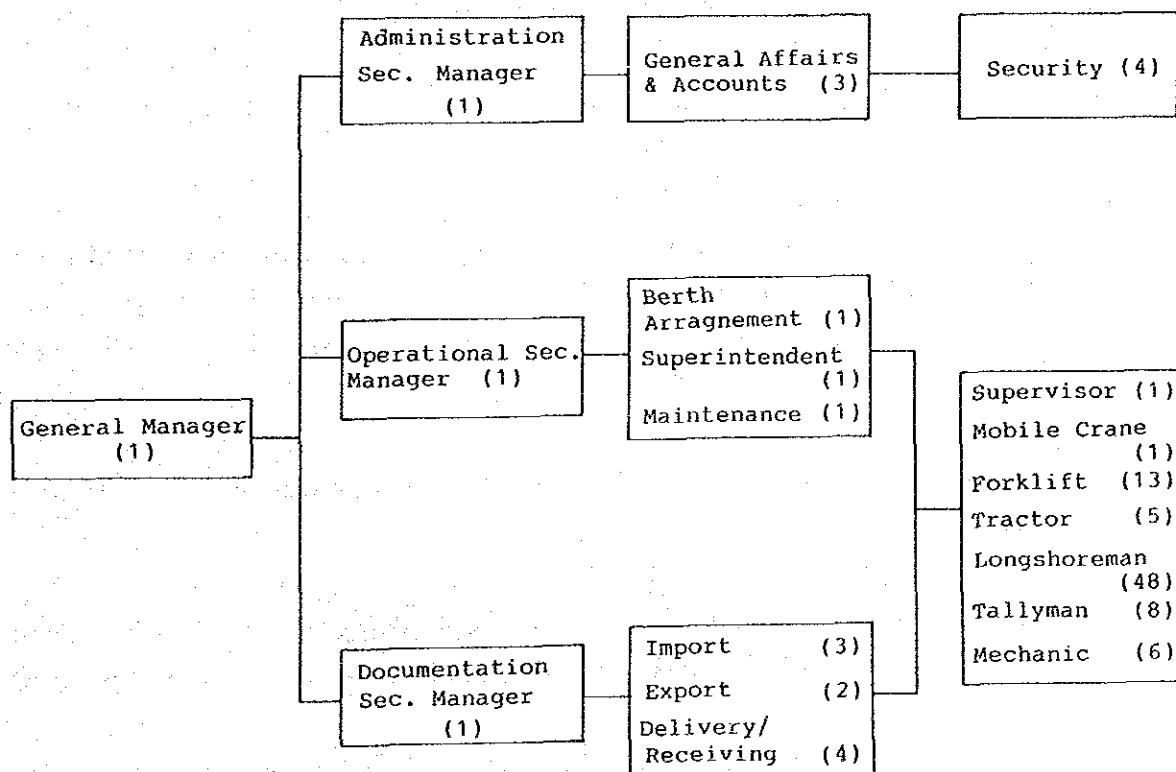 Administration
Sec. Manager
(1)
General Affairs
& Accounts (3)
Security (4)
General Manager
(1)
Operational Sec.
Manager (1)
Berth
Arragnement (1)
Superintendent
(1)
Maintenance (1)
Documentation
Sec. Manager
(1)
Import (3)
Export (2)
Delivery/
Receiving (4)
Supervisor (1)
Mobile Crane
(1)
Forklift (13)
Tractor (5)
Longshoreman
(48)
Tallyman (8)
Mechanic (6)